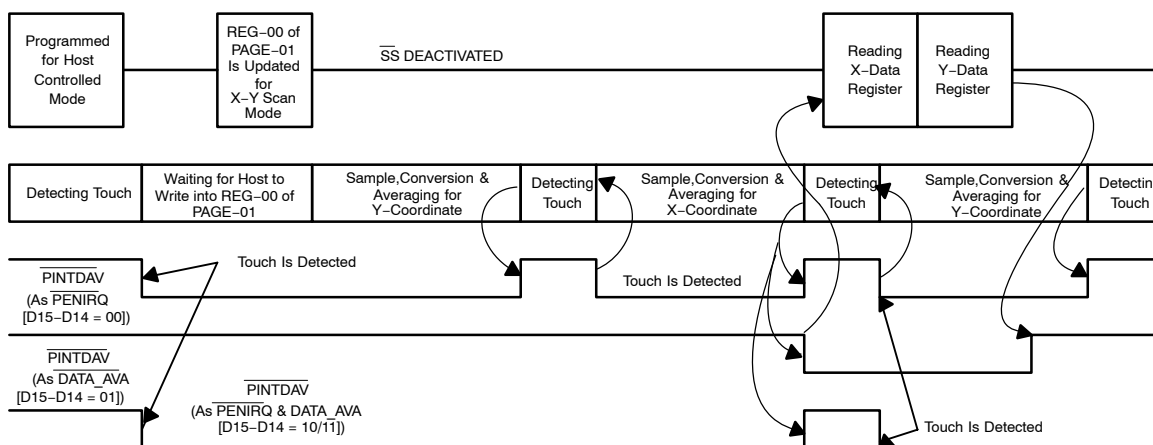 Programmed
for Host
Controlled
Mode
REG–00 of
PAGE–01
Is Updated
for
X–Y Scan
Mode
SS DEACTIVATED
Reading
X–Data
Register
Reading
Y–Data
Register
Detecting Touch
Waiting for Host to
Write into REG–00 of
PAGE–01
Sample,Conversion &
Averaging for
Y–Coordinate
Detecting
Touch
Sample,Conversion &
Averaging for
X–Coordinate
Detecting
Touch
Sample,Conversion &
Averaging for
Y–Coordinate
Detectin
Touch
PINTDAV
(As PENIRQ
[D15–D14 = 00])
Touch Is Detected
Touch Is Detected
PINTDAV
(As DATA_AVA
[D15–D14 = 01])
PINTDAV
(As PENIRQ & DATA_AVA
[D15–D14 = 10/11])
Touch Is Detected